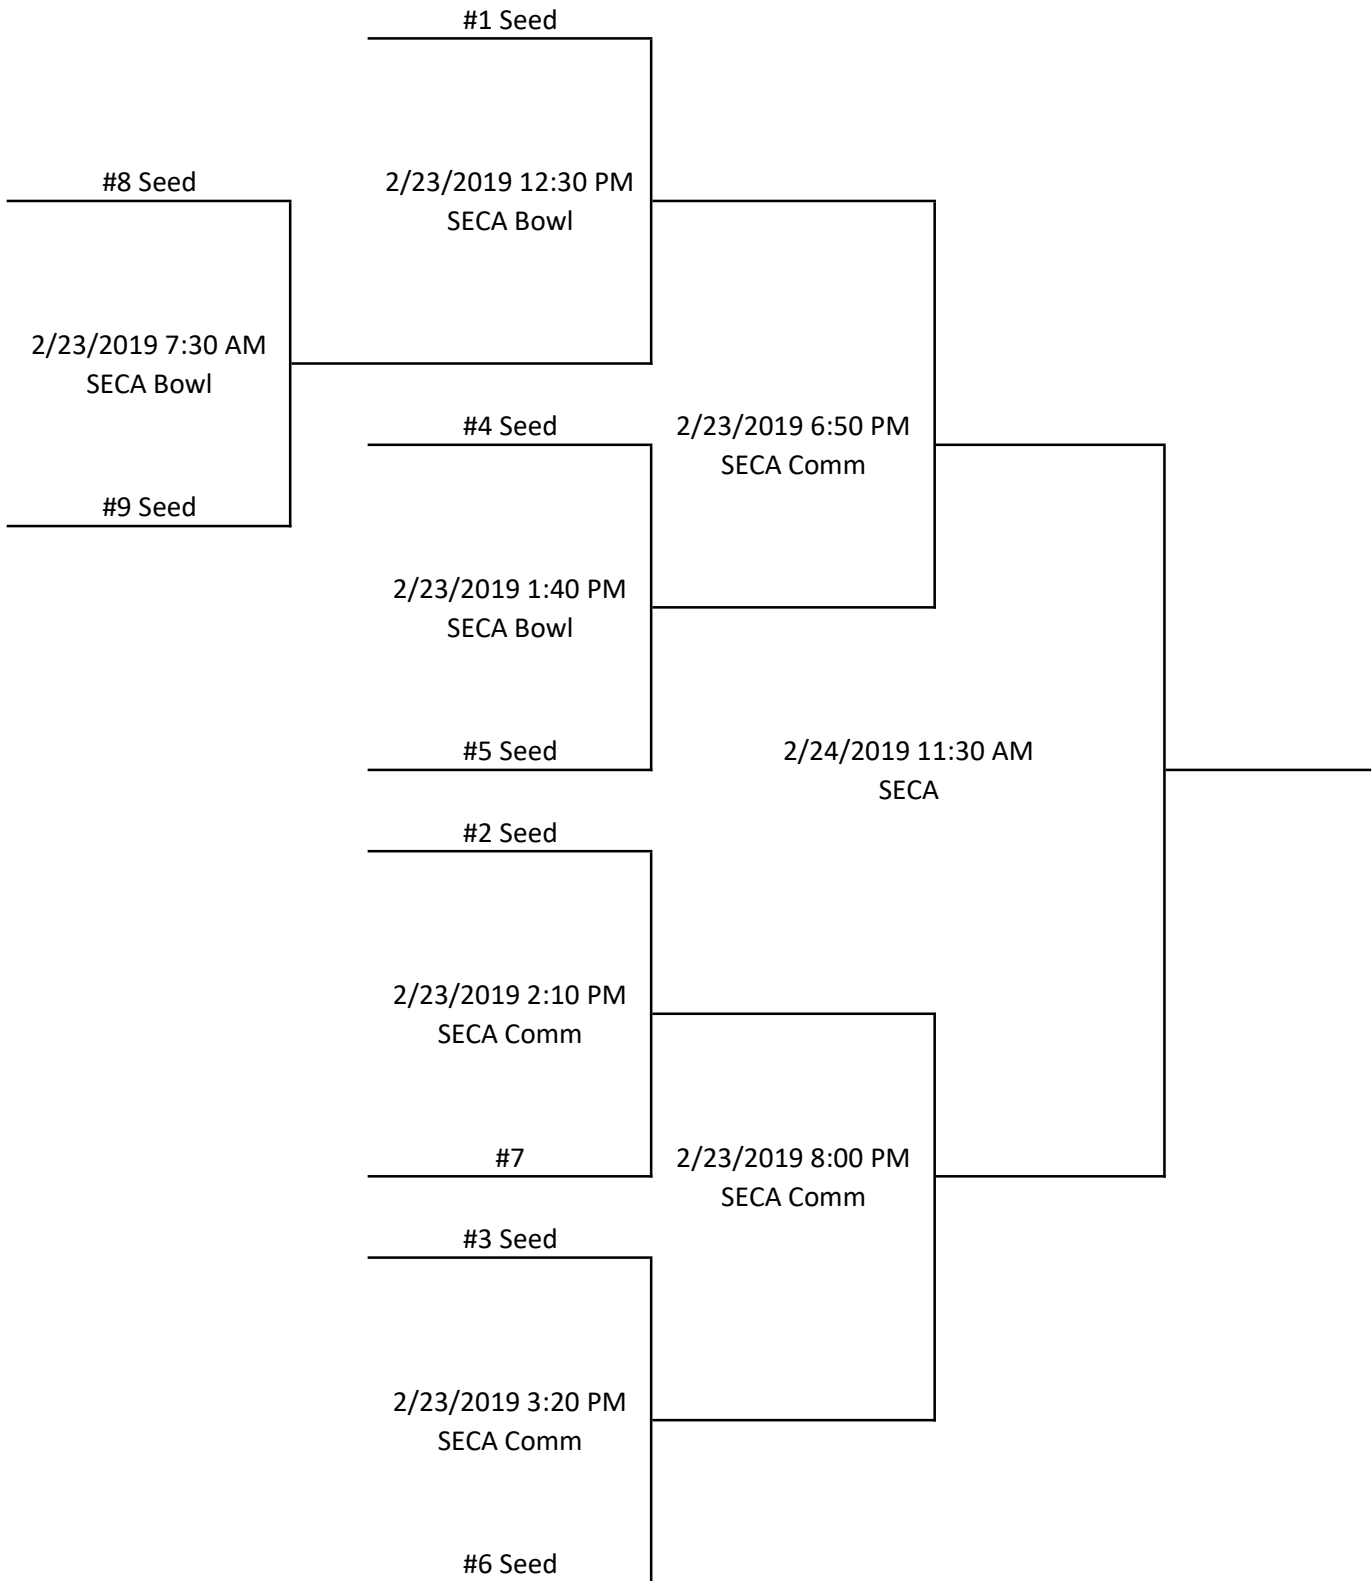 #1 Seed
#8 Seed
2/23/2019 12:30 PM
SECA Bowl
2/23/2019 7:30 AM
SECA Bowl
#4 Seed
2/23/2019 6:50 PM
SECA Comm
#9 Seed
2/23/2019 1:40 PM
SECA Bowl
#5 Seed
2/24/2019 11:30 AM
SECA
#2 Seed
2/23/2019 2:10 PM
SECA Comm
#7
2/23/2019 8:00 PM
SECA Comm
#3 Seed
2/23/2019 3:20 PM
SECA Comm
#6 Seed